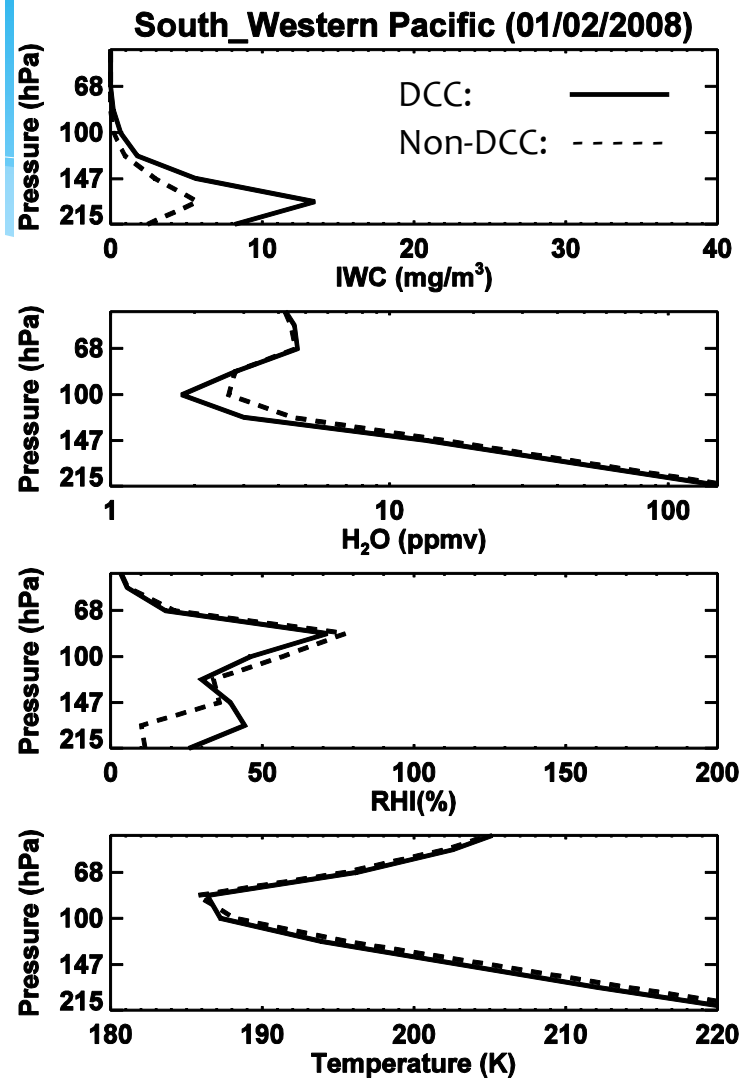 South_Western Pacific (01/02/2008)
Pressure (hPa)
68
100
147
215
DCC:
Non-DCC:
0 10 20 30 40
IWC (mg/m³)
Pressure (hPa)
68
100
147
215
1 10 100
H₂O (ppmv)
Pressure (hPa)
68
100
147
215
0 50 100 150 200
RHI(%)
Pressure (hPa)
68
100
147
215
180 190 200 210 220
Temperature (K)